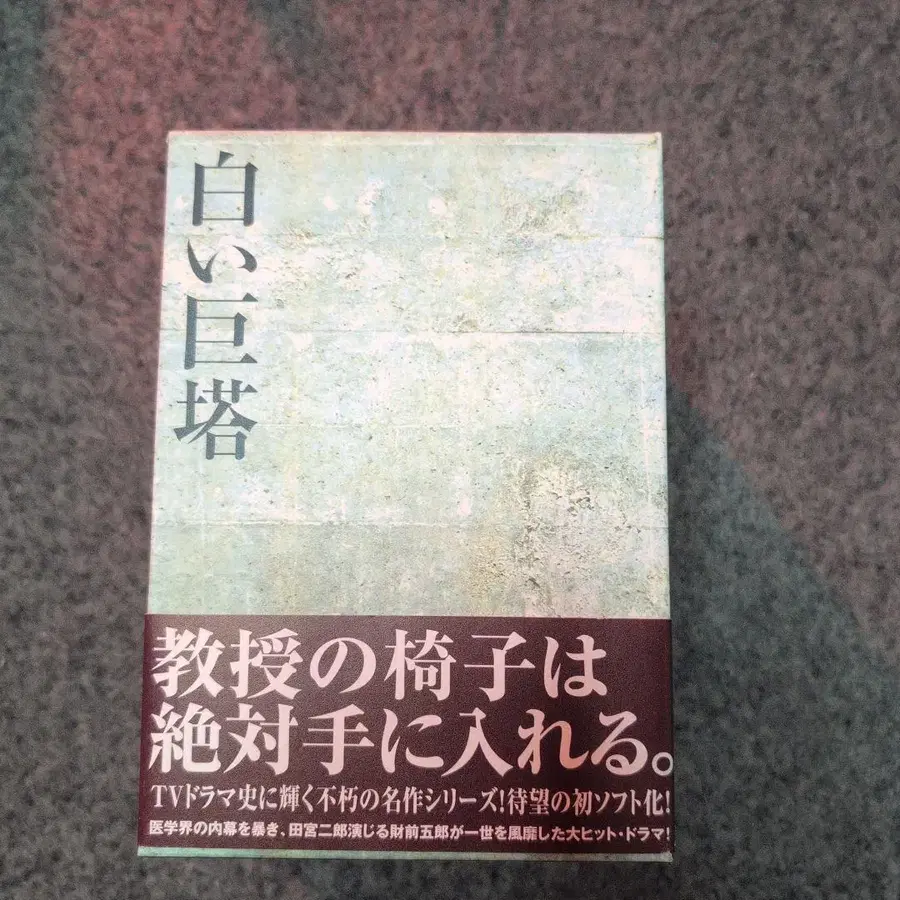 白い巨塔
教授の椅子は
絶対手に入れる。
TVドラマ史に輝く不朽の名作シリーズ!待望の初ソフト化!
医学界の内幕を暴き、田宮二郎演じる財前五郎が一世を風靡した大ヒット・ドラマ!